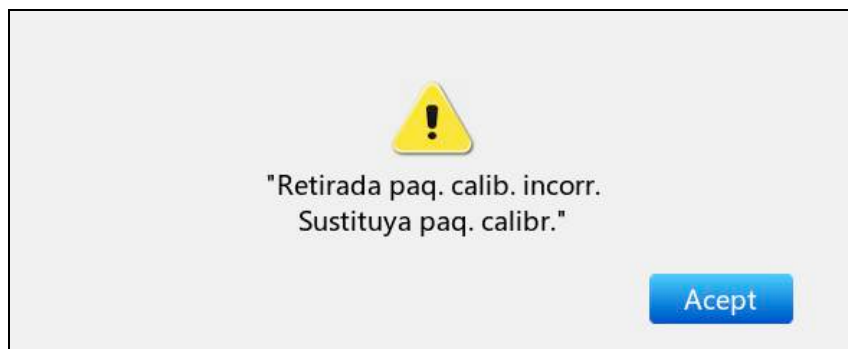 "Retirada paq. calib. incorr.
Sustituya paq. calibr."
Acept